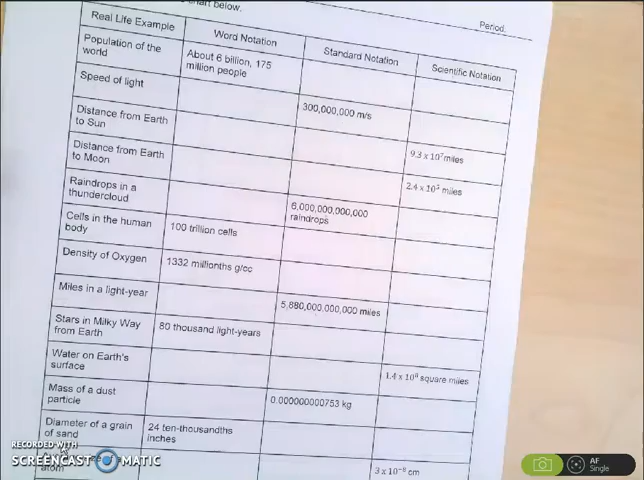 chart below.
Period
Real Life Example
Word Notation
Standard Notation
Scientific Notation
Population of the
world
About 6 billion, 175
million people
Speed of light
300,000,000 m/s
Distance from Earth
to Sun
9.3 x 10⁷ miles
Distance from Earth
to Moon
2.4 x 10⁵ miles
Raindrops in a
thundercloud
6,000,000,000,000
raindrops
Cells in the human
body
100 trillion cells
Density of Oxygen
1332 millionths g/cc
Miles in a light-year
5,880,000,000,000 miles
Stars in Milky Way
from Earth
80 thousand light-years
Water on Earth's
surface
1.4 x 10⁸ square miles
Mass of a dust
particle
0.000000000753 kg
Diameter of a grain
of sand
24 ten-thousandths
inches
atom
3 x 10⁻⁸ cm
RECORDED WITH
SCREENCAST MATIC
AF
Single